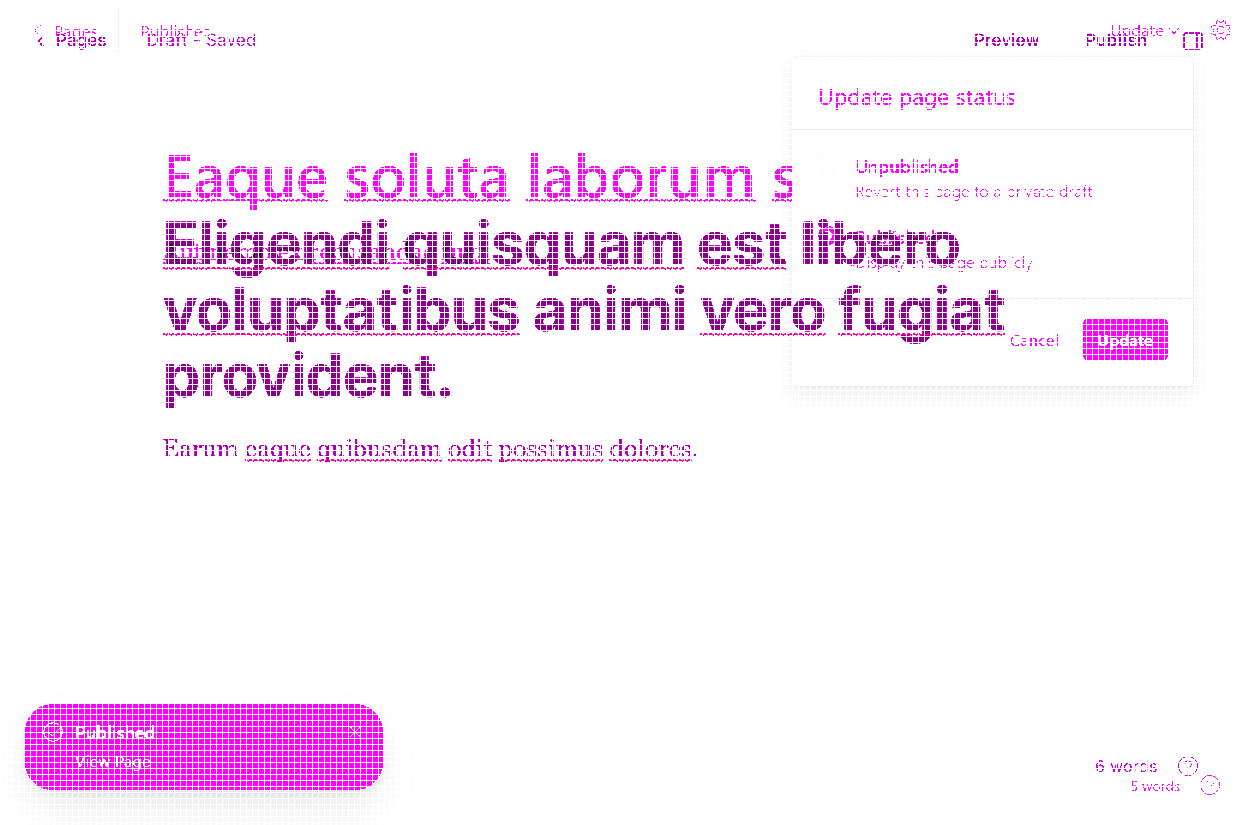 Pages Published Update
Pages Draft - Saved Preview Publish
Update page status
Eaque soluta laborum s
Unpublished
Revert this page to a private draft
Eligendi quisquam est libero
Display this page publicly
voluptatibus animi vero fugiat
Cancel Update
provident.
Earum eaque quibusdam odit possimus dolores.
Published
View Page
6 words
5 words